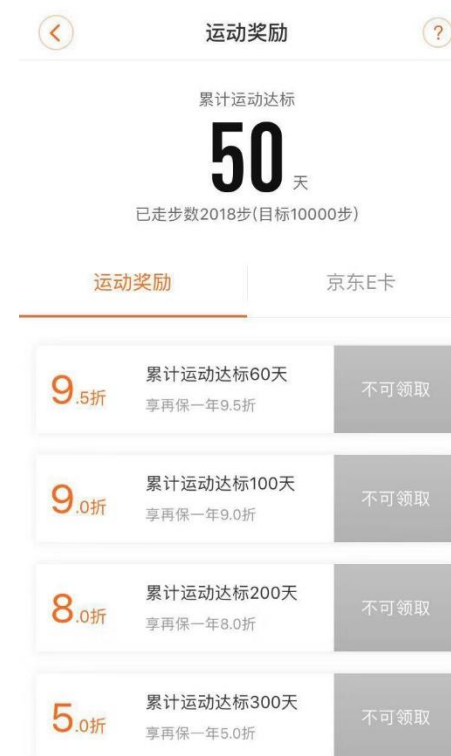 运动奖励
?
累计运动达标
50天
已走步数2018步(目标10000步)
运动奖励
京东E卡
9.5折
累计运动达标60天
享再保一年9.5折
不可领取
9.0折
累计运动达标100天
享再保一年9.0折
不可领取
8.0折
累计运动达标200天
享再保一年8.0折
不可领取
5.0折
累计运动达标300天
享再保一年5.0折
不可领取